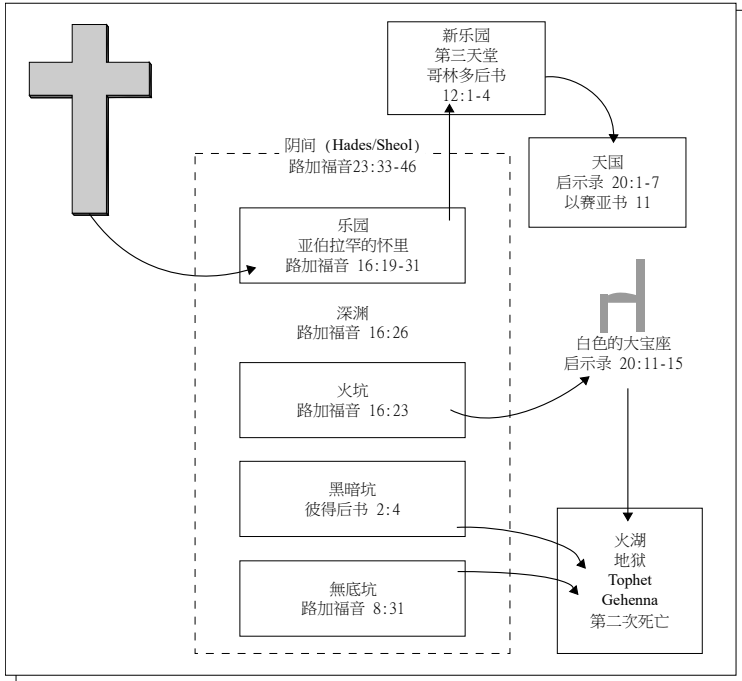 新乐园
第三天堂
哥林多后书
12:1-4
阴间 (Hades/Sheol)
路加福音23:33-46
天国
启示录 20:1-7
以赛亚书 11
乐园
亚伯拉罕的怀里
路加福音 16:19-31
深渊
路加福音 16:26
白色的大宝座
启示录 20:11-15
火坑
路加福音 16:23
黑暗坑
彼得后书 2:4
火湖
地狱
Tophet
Gehenna
第二次死亡
無底坑
路加福音 8:31